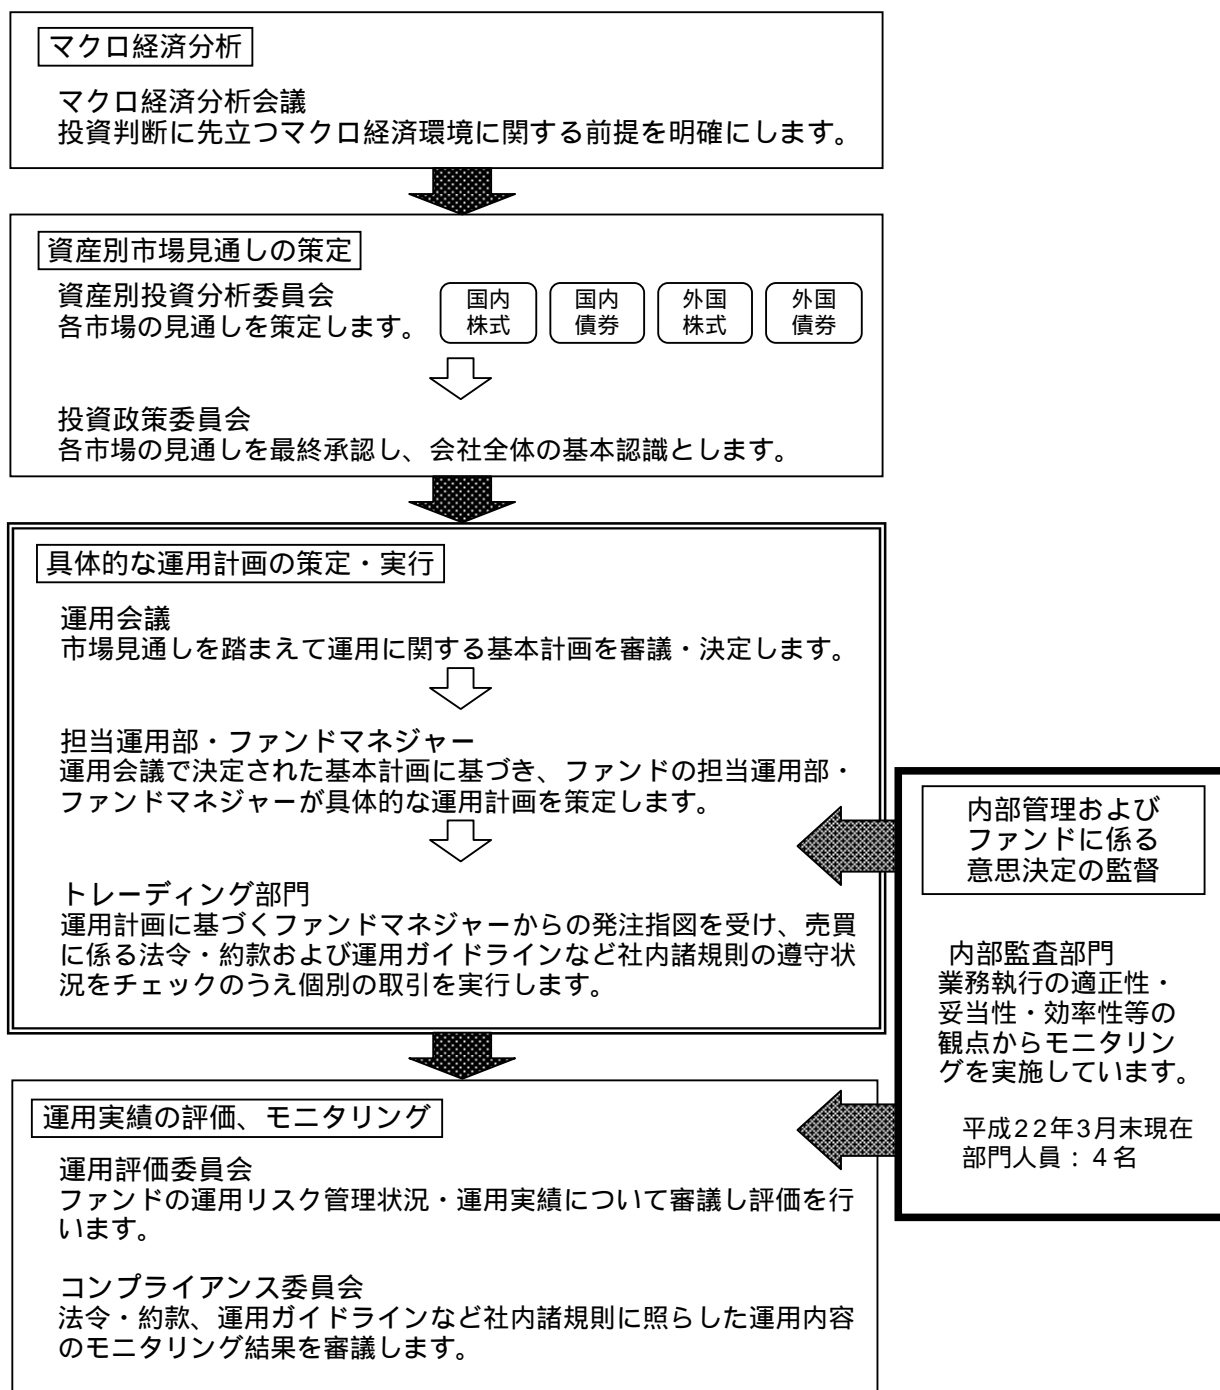 マクロ経済分析
マクロ経済分析会議
投資判断に先立つマクロ経済環境に関する前提を明確にします。
資産別市場見通しの策定
資産別投資分析委員会
各市場の見通しを策定します。
国内
株式
国内
債券
外国
株式
外国
債券
投資政策委員会
各市場の見通しを最終承認し、会社全体の基本認識とします。
具体的な運用計画の策定・実行
運用会議
市場見通しを踏まえて運用に関する基本計画を審議・決定します。
担当運用部・ファンドマネジャー
運用会議で決定された基本計画に基づき、ファンドの担当運用部・
ファンドマネジャーが具体的な運用計画を策定します。
トレーディング部門
運用計画に基づくファンドマネジャーからの発注指図を受け、売買
に係る法令・約款および運用ガイドラインなど社内諸規則の遵守状
況をチェックのうえ個別の取引を実行します。
内部管理および
ファンドに係る
意思決定の監督
内部監査部門
業務執行の適正性・
妥当性・効率性等の
観点からモニタリン
グを実施しています。
平成22年3月末現在
部門人員：4名
運用実績の評価、モニタリング
運用評価委員会
ファンドの運用リスク管理状況・運用実績について審議し評価を行
います。
コンプライアンス委員会
法令・約款、運用ガイドラインなど社内諸規則に照らした運用内容
のモニタリング結果を審議します。